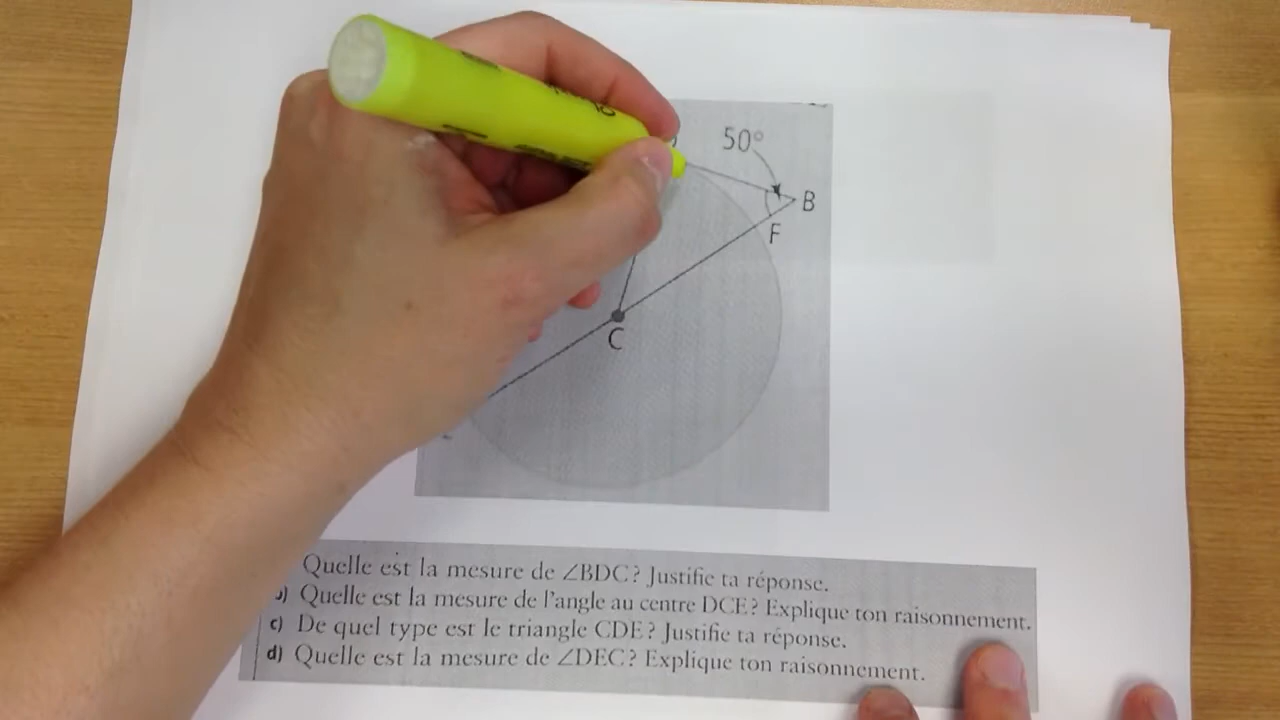 50°
B
F
C
Quelle est la mesure de ∠BDC? Justifie ta réponse.
b) Quelle est la mesure de l'angle au centre DCE? Explique ton raisonnement.
c) De quel type est le triangle CDE? Justifie ta réponse.
d) Quelle est la mesure de ∠DEC? Explique ton raisonnement.